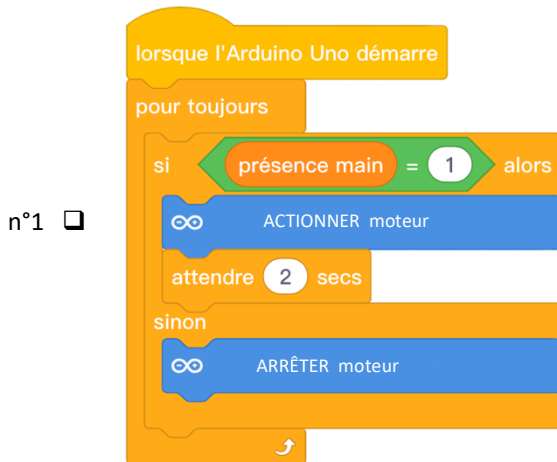 lorsque l'Arduino Uno démarre
pour toujours
si présence main = 1 alors
n°1 ❑
ACTIONNER moteur
attendre 2 secs
sinon
ARRÊTER moteur